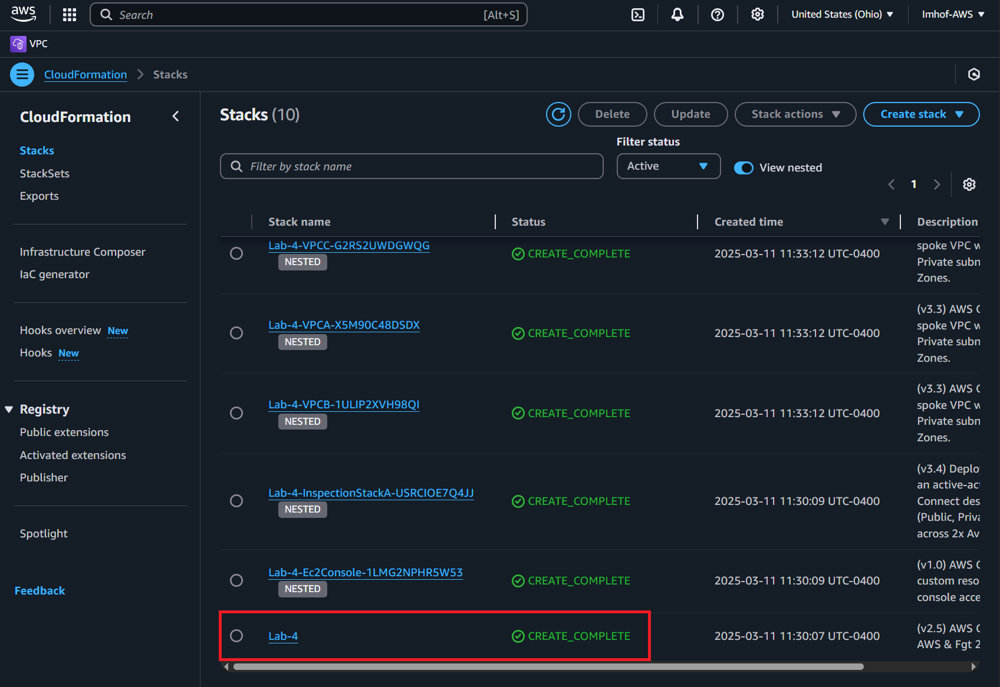 aws
Search [Alt+S]
United States (Ohio)
Imhof-AWS
VPC
CloudFormation
Stacks
CloudFormation
Stacks
StackSets
Exports
Infrastructure Composer
IaC generator
Hooks overview New
Hooks New
Registry
Public extensions
Activated extensions
Publisher
Spotlight
Feedback
Stacks (10)
Delete
Update
Stack actions
Create stack
Filter status
Filter by stack name
Active
View nested
1
Stack name
Status
Created time
Description
Lab-4-VPCC-G2RS2UWDGWQG
NESTED
CREATE_COMPLETE
2025-03-11 11:33:12 UTC-0400
spoke VPC w
Private subn
Zones.
Lab-4-VPCA-X5M90C48DSDX
NESTED
CREATE_COMPLETE
2025-03-11 11:33:12 UTC-0400
(v3.3) AWS C
spoke VPC w
Private subn
Zones.
Lab-4-VPCB-1ULIP2XVH98QI
NESTED
CREATE_COMPLETE
2025-03-11 11:33:12 UTC-0400
(v3.3) AWS C
spoke VPC w
Private subn
Zones.
Lab-4-InspectionStackA-USRCIOE7Q4JJ
NESTED
CREATE_COMPLETE
2025-03-11 11:30:09 UTC-0400
(v3.4) Deplo
an active-ac
Connect des
(Public, Priva
across 2x Av
Lab-4-Ec2Console-1LMG2NPHR5W53
NESTED
CREATE_COMPLETE
2025-03-11 11:30:09 UTC-0400
(v1.0) AWS C
custom reso
console acce
Lab-4
CREATE_COMPLETE
2025-03-11 11:30:07 UTC-0400
(v2.5) AWS C
AWS & Fgt 2